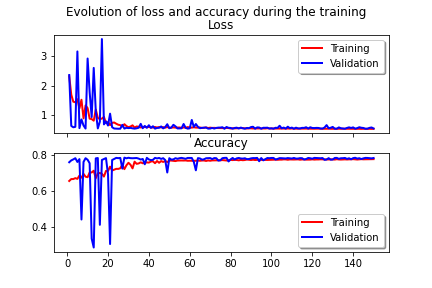 Evolution of loss and accuracy during the training
Loss
3
2
1
Training
Validation
Accuracy
0.8
0.6
0.4
Training
Validation
0 20 40 60 80 100 120 140